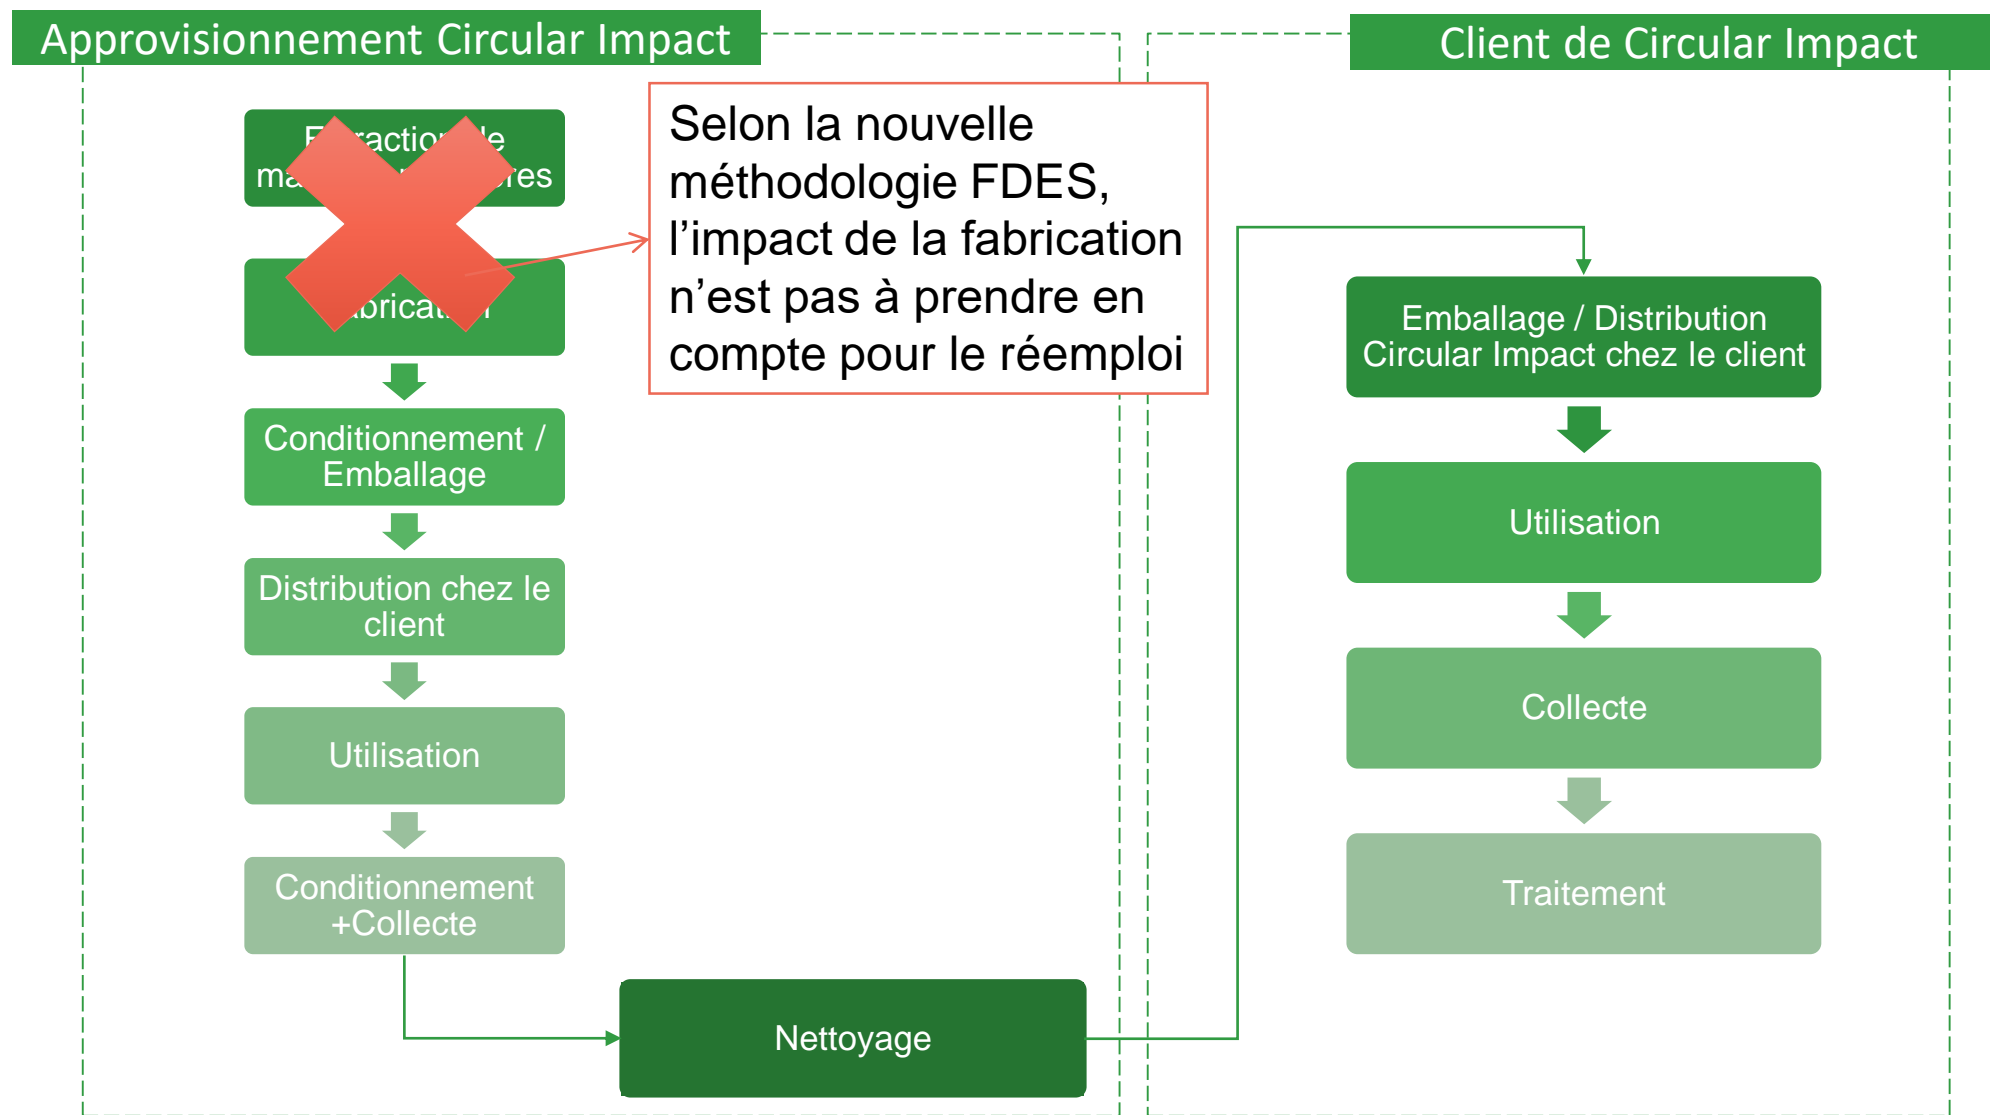 Approvisionnement Circular Impact
Client de Circular Impact
Selon la nouvelle
méthodologie FDES,
l’impact de la fabrication
n’est pas à prendre en
compte pour le réemploi
Conditionnement /
Emballage
Distribution chez le
client
Utilisation
Conditionnement
+Collecte
Nettoyage
Emballage / Distribution
Circular Impact chez le client
Utilisation
Collecte
Traitement